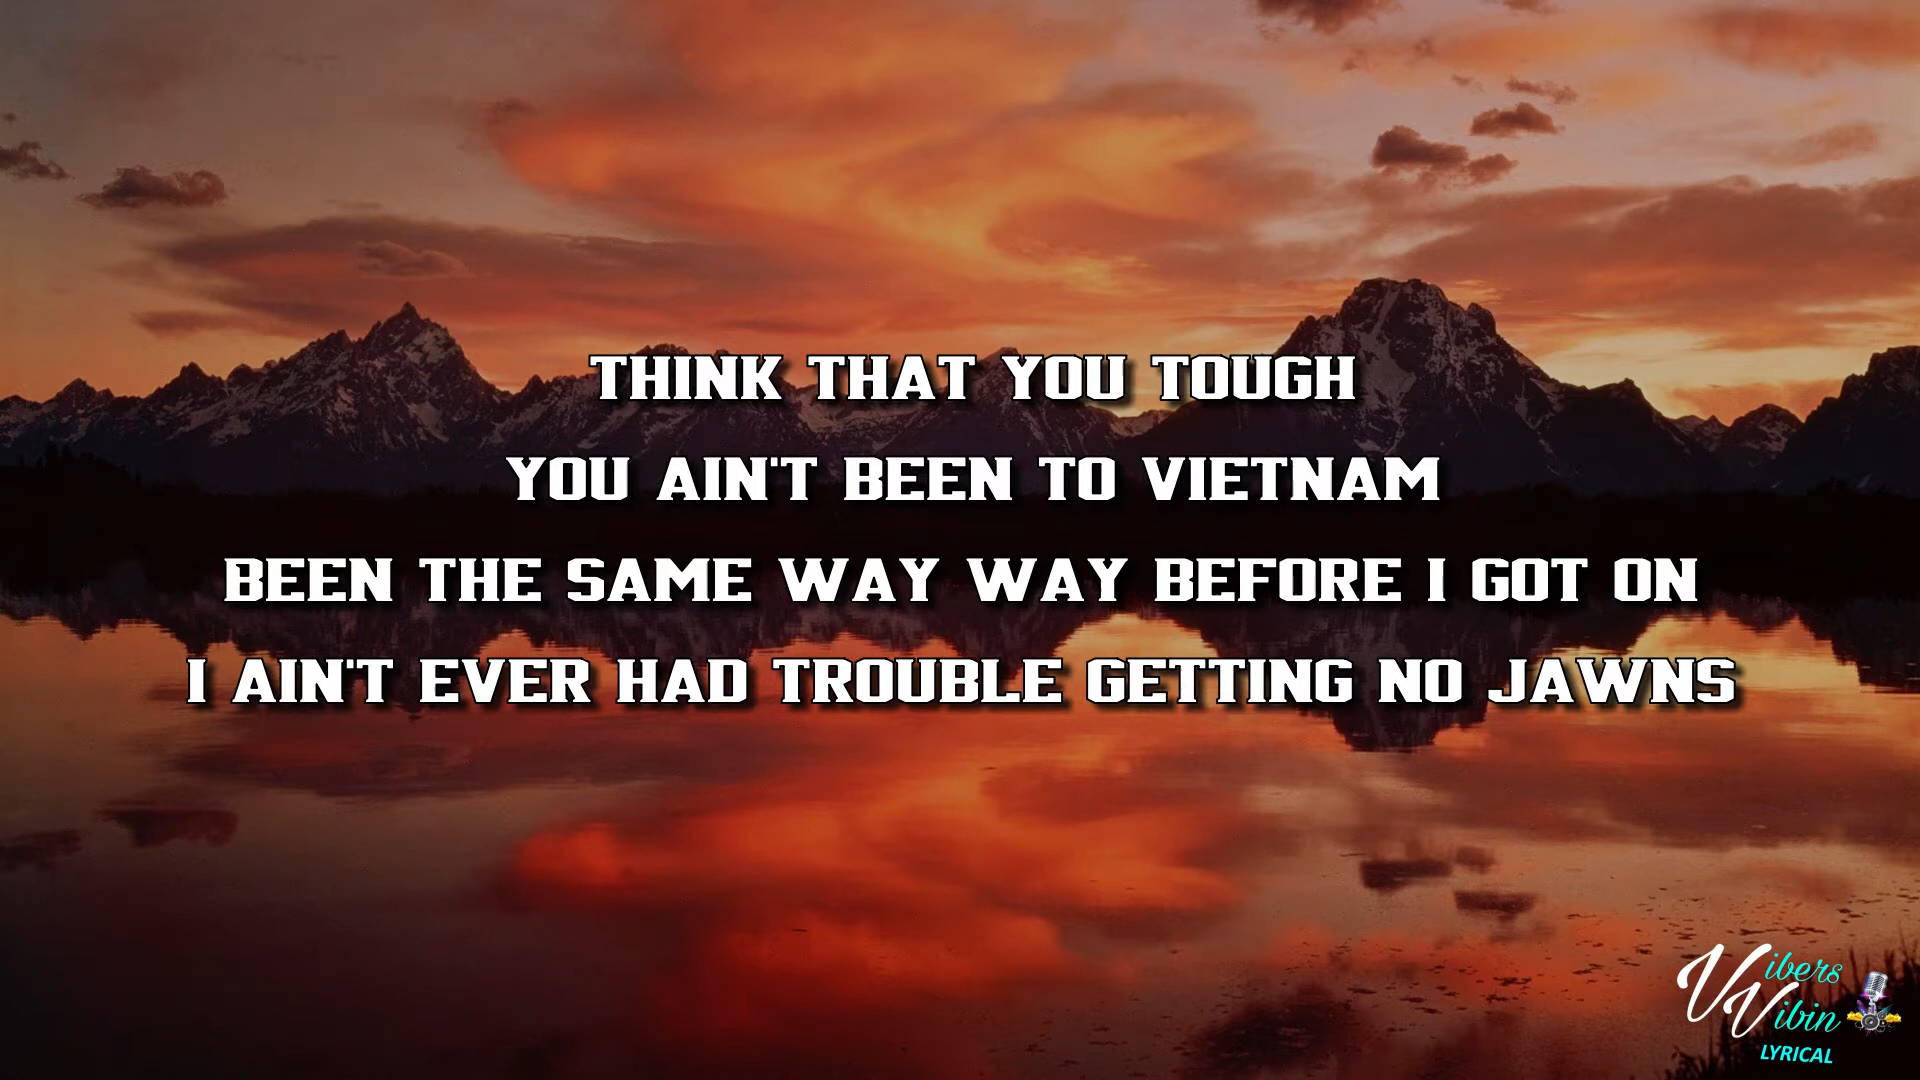 THINK THAT YOU TOUGH
YOU AIN'T BEEN TO VIETNAM
BEEN THE SAME WAY WAY BEFORE I GOT ON
I AIN'T EVER HAD TROUBLE GETTING NO JAWNS
Vibers
Vibin
LYRICAL